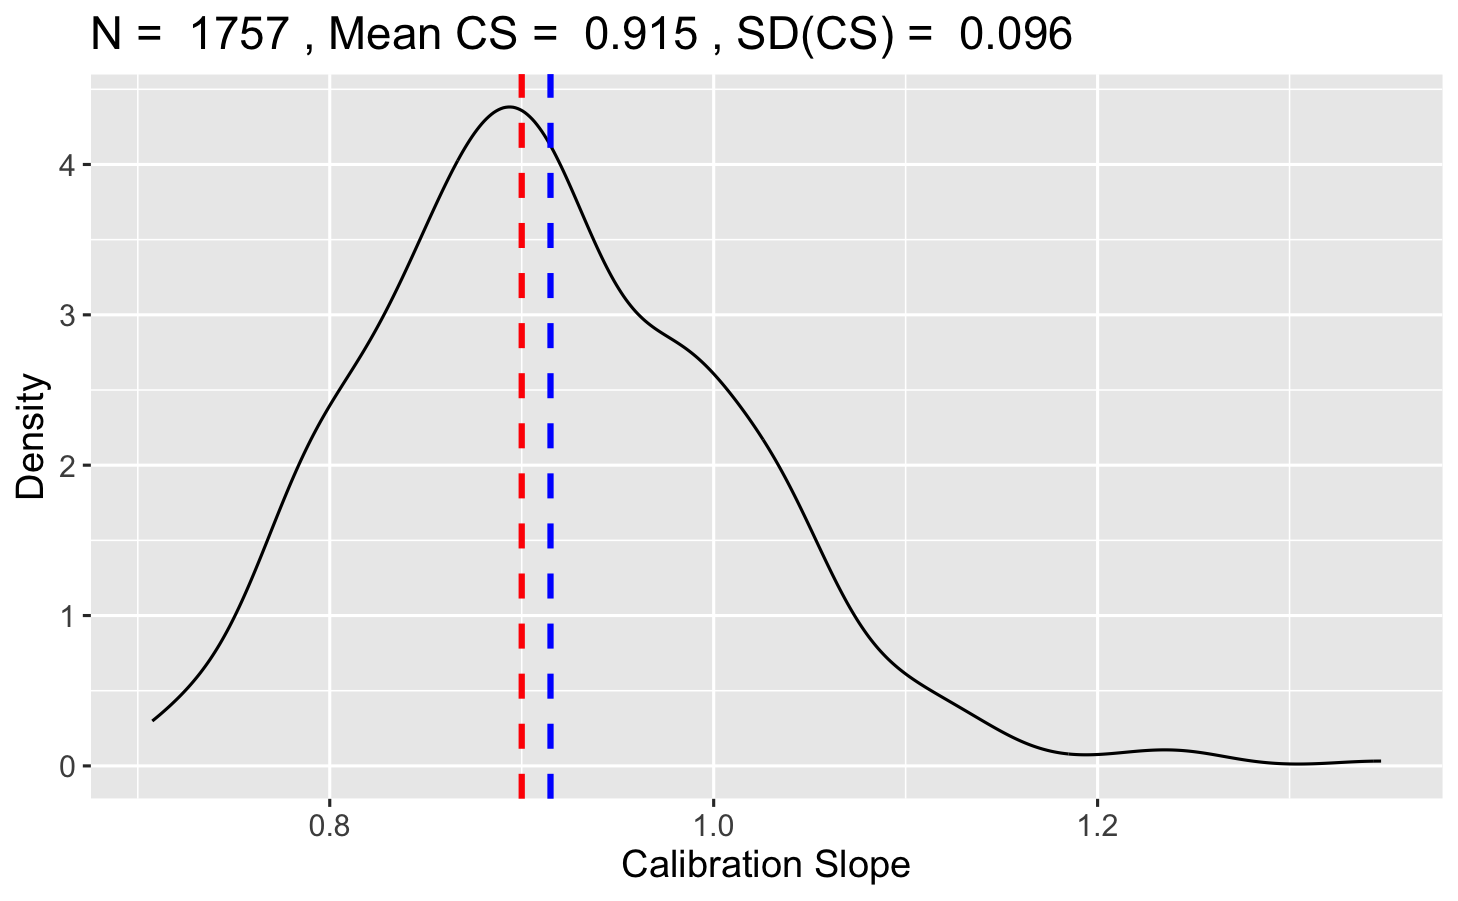 N =  1757 , Mean CS =  0.915 , SD(CS) =  0.096
Density
4
3
2
1
0
0.8
1.0
1.2
Calibration Slope